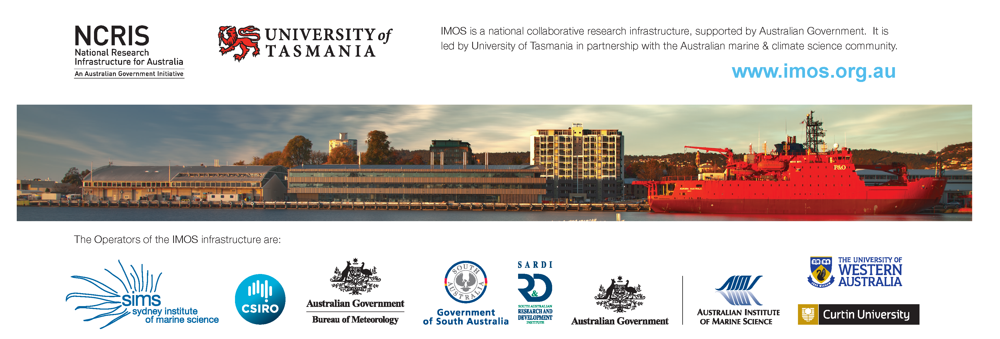 NCRIS
National Research
Infrastructure for Australia
An Australian Government Initiative
UNIVERSITY of
TASMANIA
IMOS is a national collaborative research infrastructure, supported by Australian Government. It is
led by University of Tasmania in partnership with the Australian marine & climate science community.
www.imos.org.au
VNAA
AURORA AUSTRALIS
P&O
AURORA AUSTRALIS
The Operators of the IMOS infrastructure are:
sims
sydney institute
of marine science
CSIRO
AUSTRALIA
Australian Government
Bureau of Meteorology
SOUTH
AUSTRALIA
Government
of South Australia
SARDI
R&D
SOUTH AUSTRALIAN
RESEARCH AND
DEVELOPMENT
INSTITUTE
AUSTRALIA
Australian Government
AIMS
AUSTRALIAN INSTITUTE
OF MARINE SCIENCE
SEEK WISDOM
THE UNIVERSITY OF
WESTERN
AUSTRALIA
Curtin University